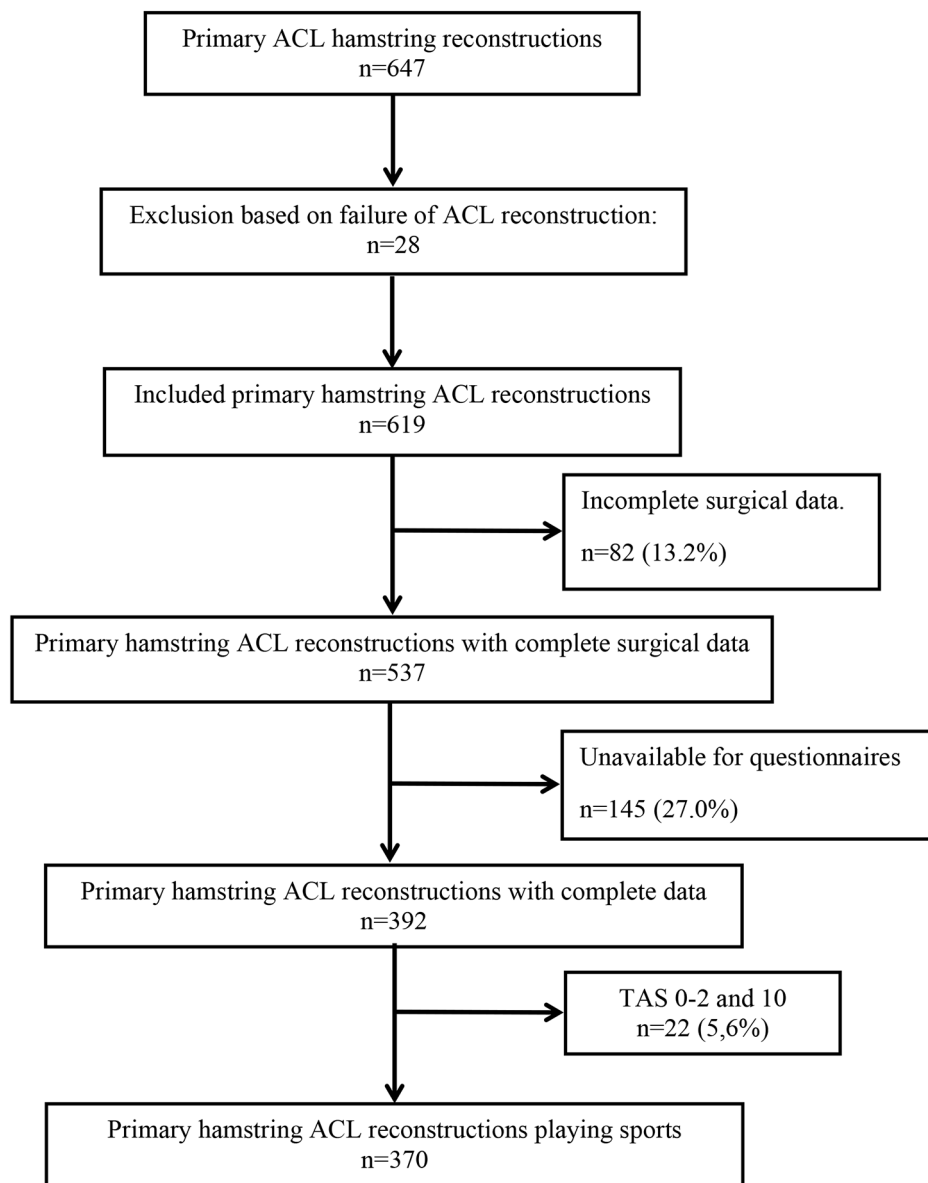 Primary ACL hamstring reconstructions
n=647
Exclusion based on failure of ACL reconstruction:
n=28
Included primary hamstring ACL reconstructions
n=619
Incomplete surgical data.
n=82 (13.2%)
Primary hamstring ACL reconstructions with complete surgical data
n=537
Unavailable for questionnaires
n=145 (27.0%)
Primary hamstring ACL reconstructions with complete data
n=392
TAS 0-2 and 10
n=22 (5,6%)
Primary hamstring ACL reconstructions playing sports
n=370